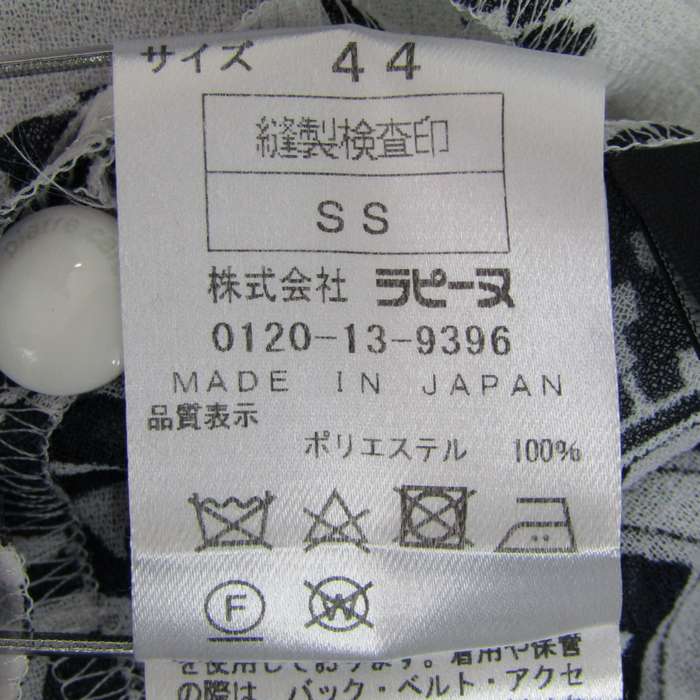 サイズ 44
縫製検査印
SS
株式会社 ラピーヌ
0120-13-9396
MADE IN JAPAN
品質表示
ポリエステル 100%
F W
を使用しております。着用や保管
の際は バック・ベルト・アクセ